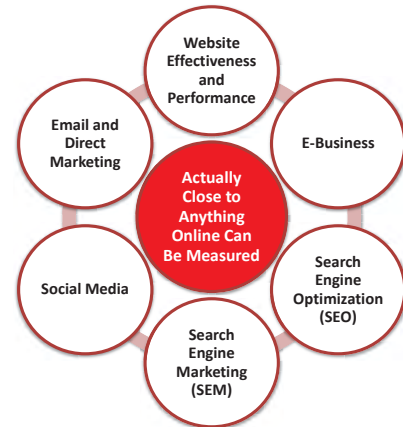 Website
Effectiveness
and
Performance
Email and
Direct
Marketing
E-Business
Actually
Close to
Anything
Online Can
Be Measured
Social Media
Search
Engine
Optimization
(SEO)
Search
Engine
Marketing
(SEM)